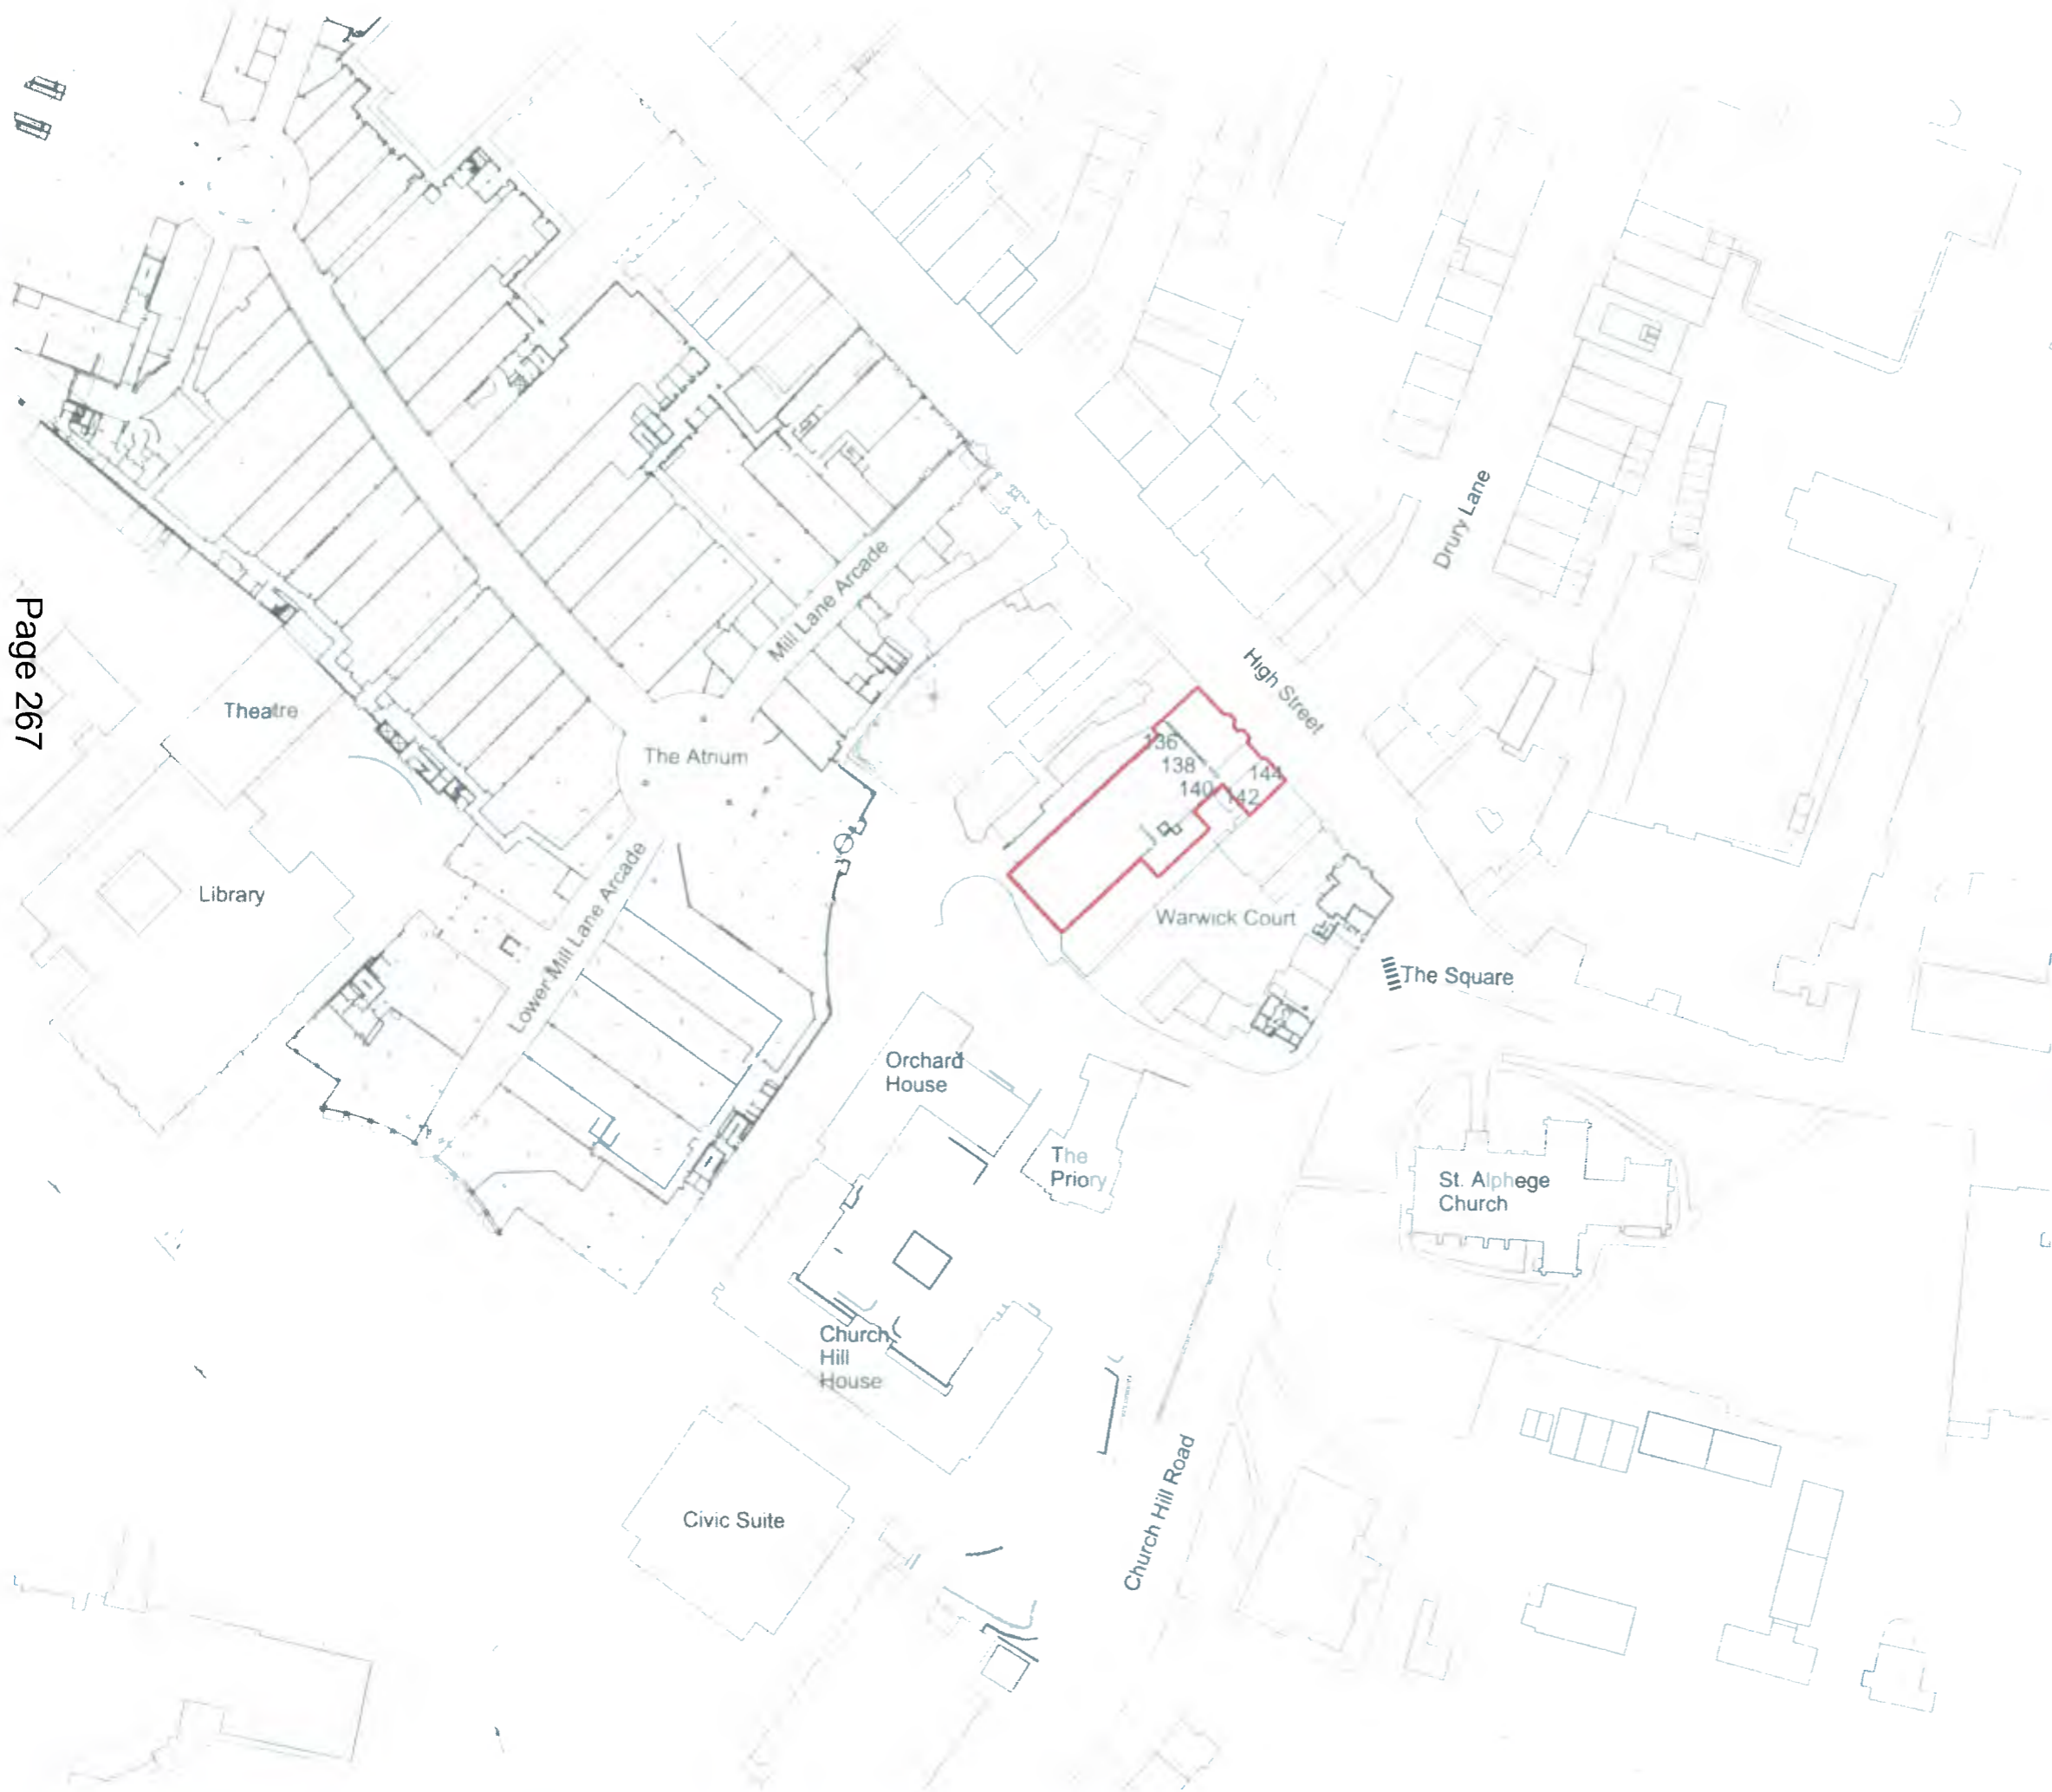 Drury Lane
Mill Lane Arcade
High Street
Theatre
The Atrium
136
138
144
140
142
Library
Lower Mill Lane Arcade
Warwick Court
The Square
Orchard
House
The
Priory
St. Alphege
Church
Church
Hill
House
Church Hill Road
Civic Suite
Page 267